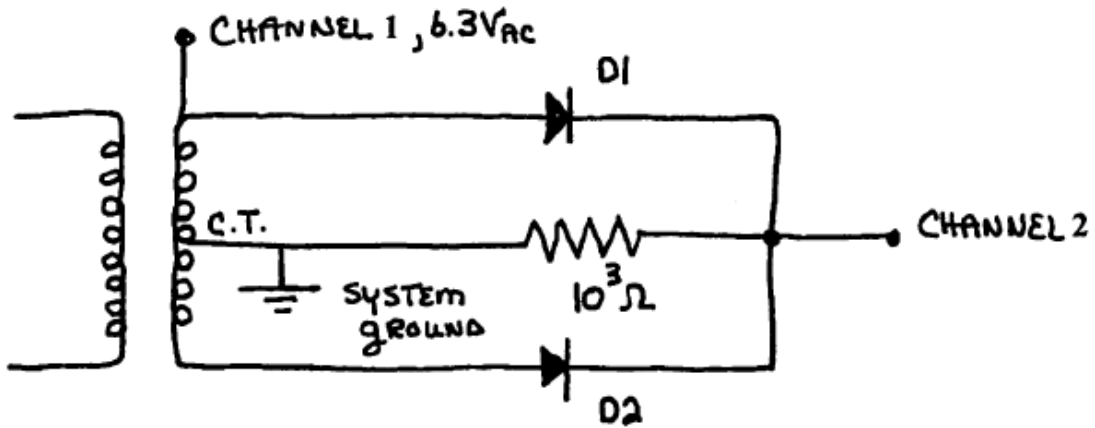 CHANNEL 1, 6.3VAC
D1
C.T.
CHANNEL 2
10³Ω
SYSTEM
GROUND
D2